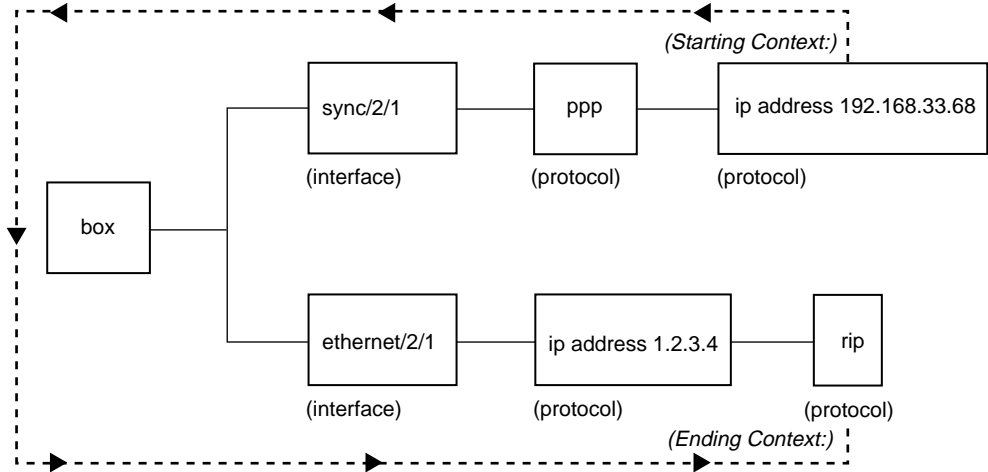 (Starting Context:)
sync/2/1
ppp
ip address 192.168.33.68
(interface)
(protocol)
(protocol)
box
ethernet/2/1
ip address 1.2.3.4
rip
(interface)
(protocol)
(protocol)
(Ending Context:)